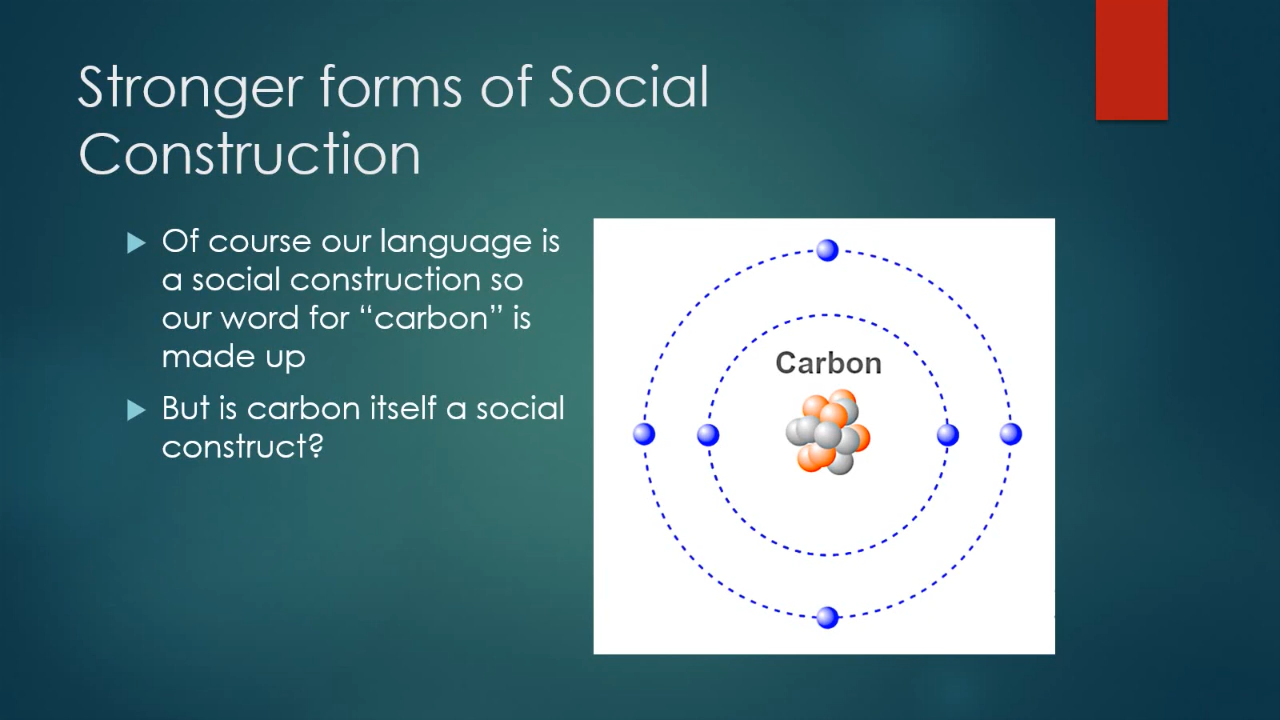 Stronger forms of Social
Construction
Of course our language is
a social construction so
our word for “carbon” is
made up
But is carbon itself a social
construct?
Carbon